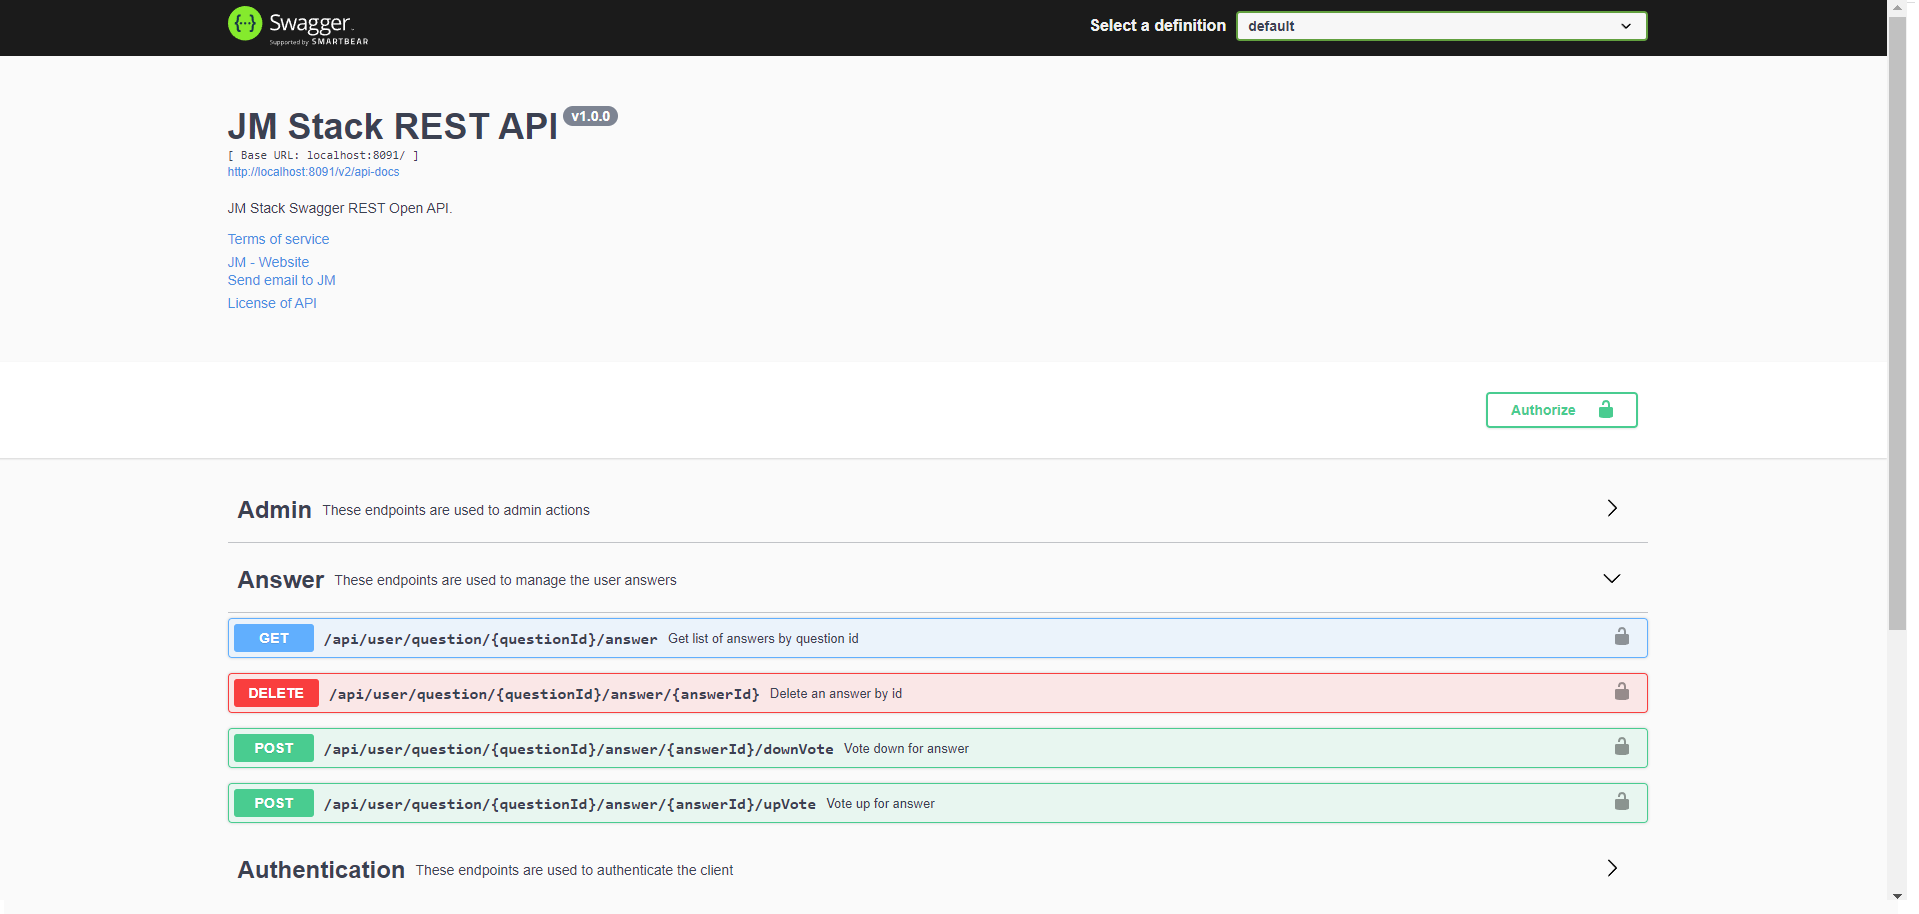 Swagger
Supported by SMARTBEAR
Select a definition
default
JM Stack REST API v1.0.0
[ Base URL: localhost:8091/ ]
http://localhost:8091/v2/api-docs
JM Stack Swagger REST Open API.
Terms of service
JM - Website
Send email to JM
License of API
Authorize
Admin These endpoints are used to admin actions
Answer These endpoints are used to manage the user answers
GET /api/user/question/{questionId}/answer Get list of answers by question id
DELETE /api/user/question/{questionId}/answer/{answerId} Delete an answer by id
POST /api/user/question/{questionId}/answer/{answerId}/downVote Vote down for answer
POST /api/user/question/{questionId}/answer/{answerId}/upVote Vote up for answer
Authentication These endpoints are used to authenticate the client